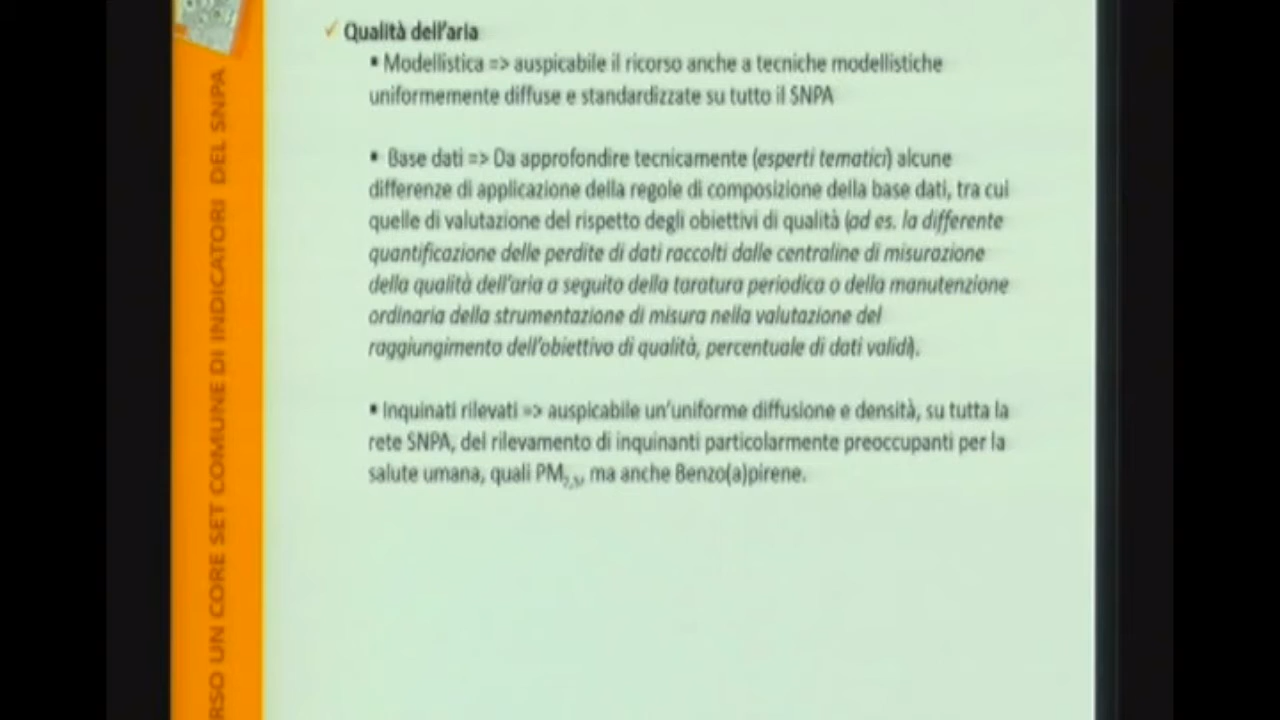 ✓ Qualità dell'aria
▪ Modellistica => auspicabile il ricorso anche a tecniche modellistiche
uniformemente diffuse e standardizzate su tutto il SNPA
▪ Base dati => Da approfondire tecnicamente (esperti tematici) alcune
differenze di applicazione della regole di composizione della base dati, tra cui
quelle di valutazione del rispetto degli obiettivi di qualità (ad es. la differente
quantificazione delle perdite di dati raccolti dalle centraline di misurazione
della qualità dell'aria a seguito della taratura periodica o della manutenzione
ordinaria della strumentazione di misura nella valutazione del
raggiungimento dell'obiettivo di qualità, percentuale di dati validi).
▪ Inquinati rilevati => auspicabile un'uniforme diffusione e densità, su tutta la
rete SNPA, del rilevamento di inquinanti particolarmente preoccupanti per la
salute umana, quali PM2,5, ma anche Benzo(a)pirene.
RSO UN CORE SET COMUNE DI INDICATORI DEL SNPA